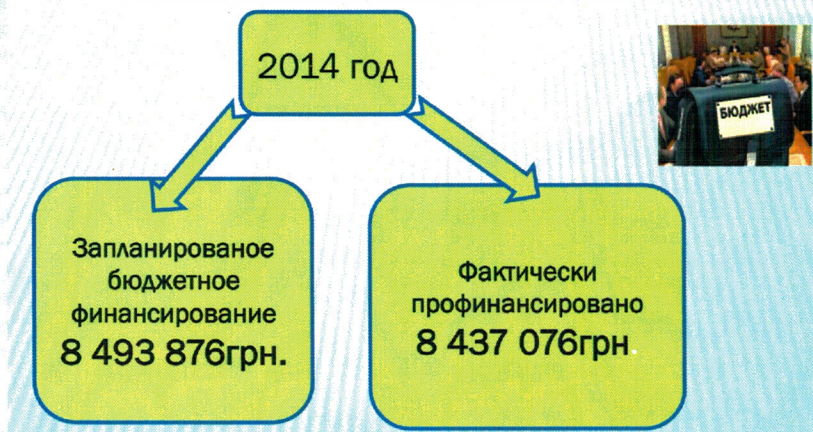 2014 год
БЮДЖЕТ
Запланированое
бюджетное
финансирование
8 493 876грн.
Фактически
профинансировано
8 437 076грн.